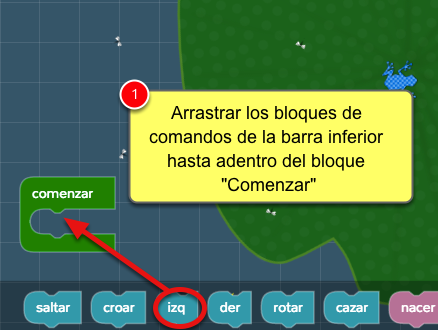 1
Arrastrar los bloques de
comandos de la barra inferior
hasta adentro del bloque
"Comenzar"
comenzar
saltar croar izq der rotar cazar nacer